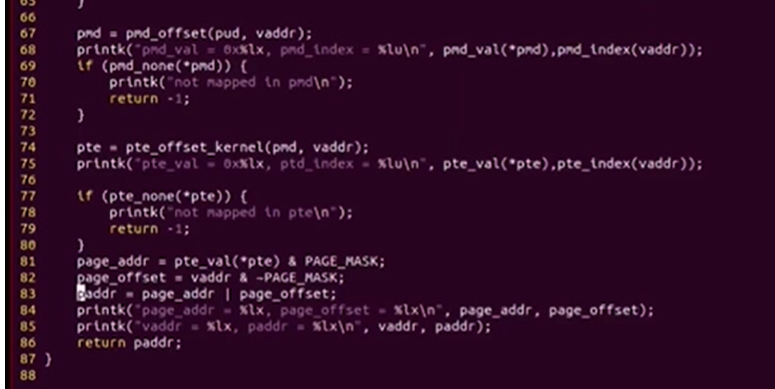 65 }
66
67 pmd = pmd_offset(pud, vaddr);
68 printk("pmd_val = 0x%lx, pmd_index = %lu\n", pmd_val(*pmd),pmd_index(vaddr));
69 if (pmd_none(*pmd)) {
70 printk("not mapped in pmd\n");
71 return -1;
72 }
73
74 pte = pte_offset_kernel(pmd, vaddr);
75 printk("pte_val = 0x%lx, ptd_index = %lu\n", pte_val(*pte),pte_index(vaddr));
76
77 if (pte_none(*pte)) {
78 printk("not mapped in pte\n");
79 return -1;
80 }
81 page_addr = pte_val(*pte) & PAGE_MASK;
82 page_offset = vaddr & ~PAGE_MASK;
83 paddr = page_addr | page_offset;
84 printk("page_addr = %lx, page_offset = %lx\n", page_addr, page_offset);
85 printk("vaddr = %lx, paddr = %lx\n", vaddr, paddr);
86 return paddr;
87 }
88